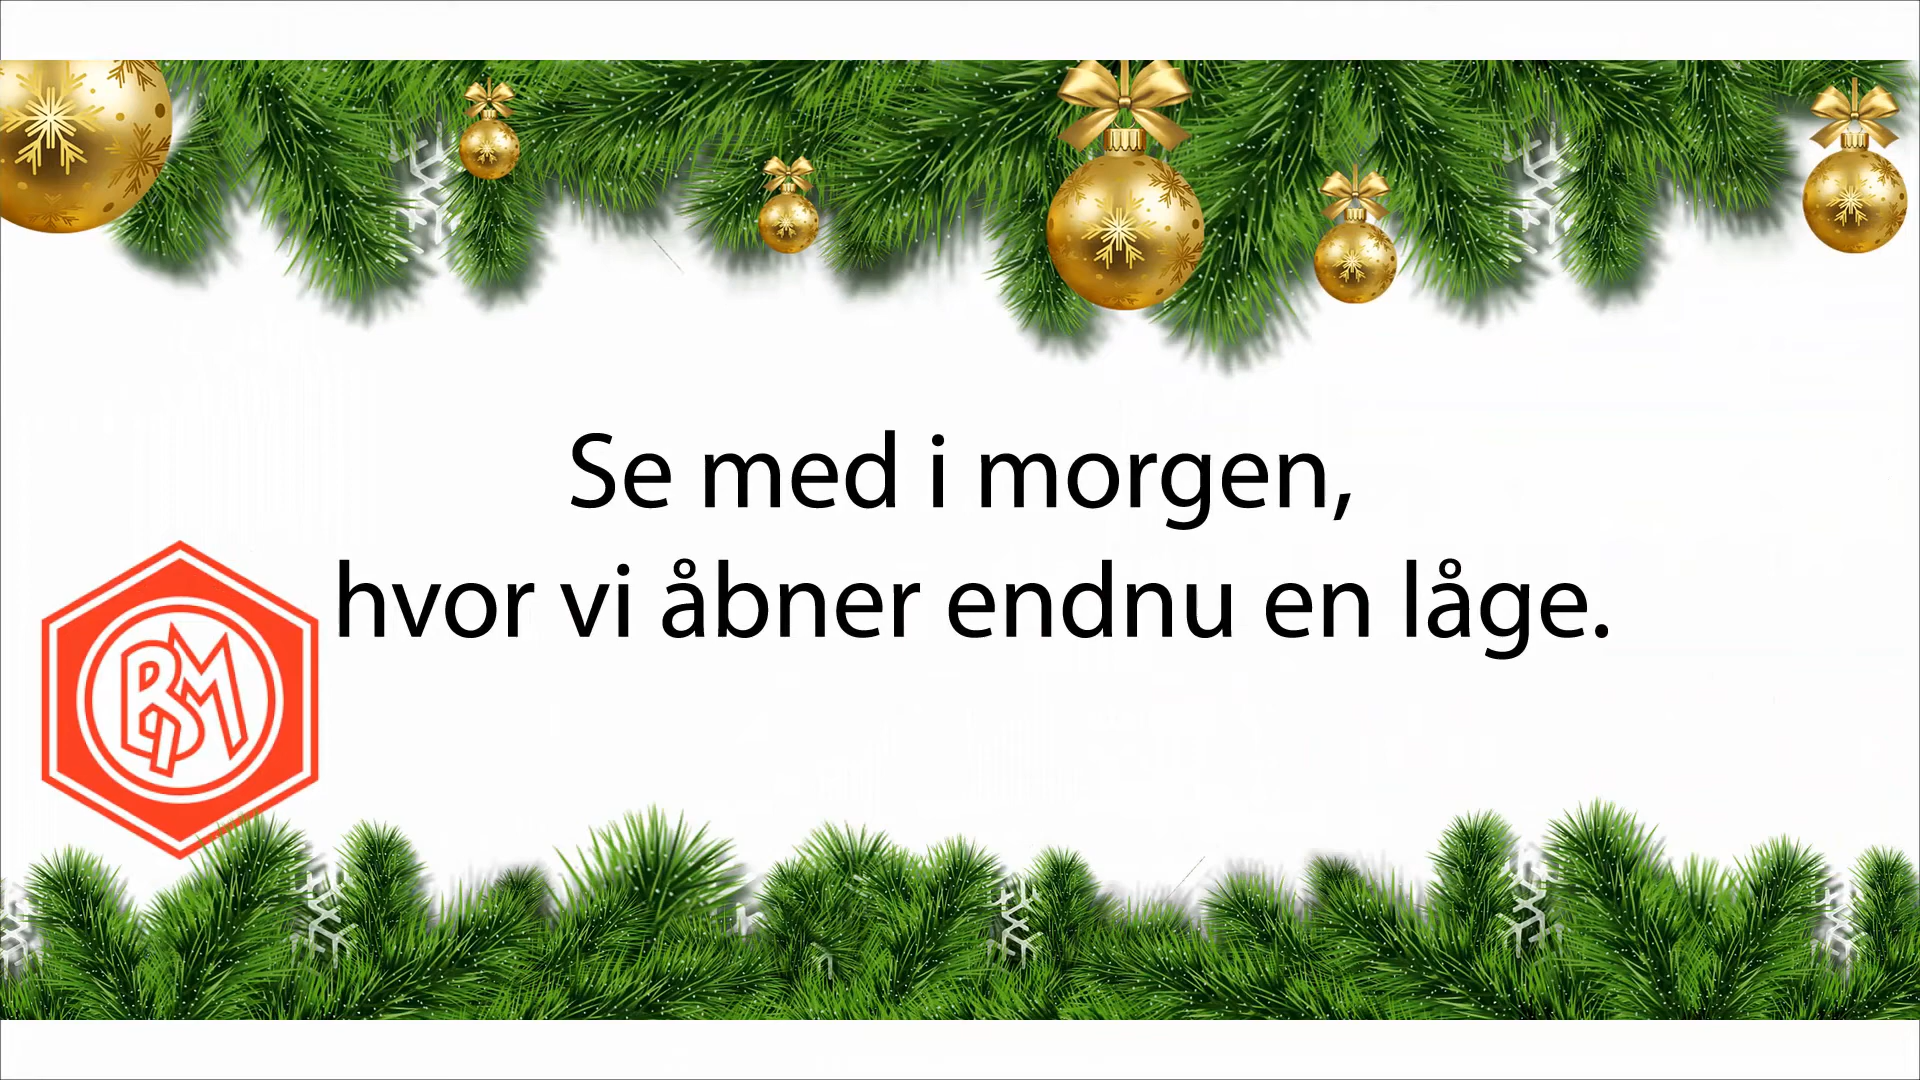 Se med i morgen,
hvor vi åbner endnu en låge.